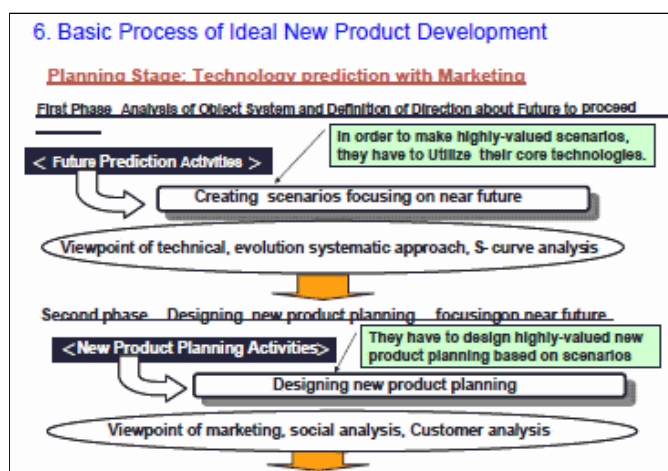 6. Basic Process of Ideal New Product Development
Planning Stage: Technology prediction with Marketing
First Phase Analysis of Object System and Definition of Direction about Future to proceed
In order to make highly-valued scenarios,
they have to Utilize their core technologies.
< Future Prediction Activities >
Creating scenarios focusing on near future
Viewpoint of technical, evolution systematic approach, S- curve analysis
Second phase Designing new product planning focusingon near future
They have to design highly-valued new
product planning based on scenarios
<New Product Planning Activities>
Designing new product planning
Viewpoint of marketing, social analysis, Customer analysis